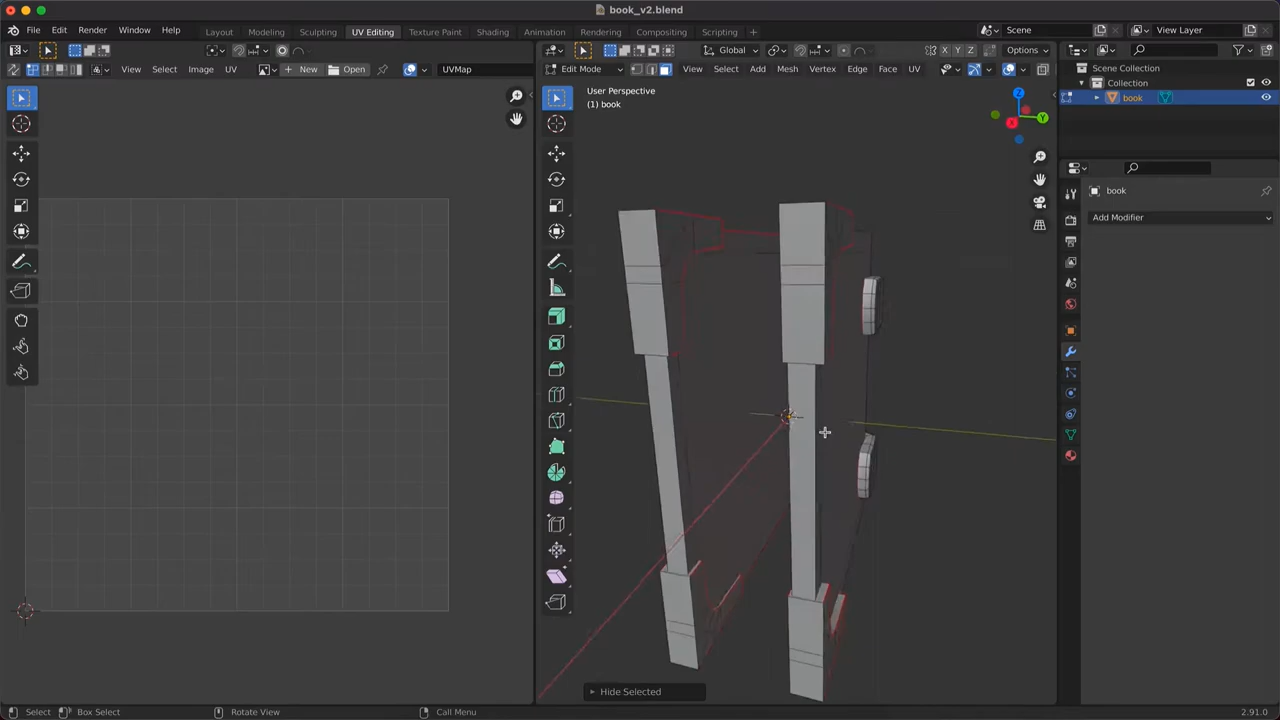 book_v2.blend
File Edit Render Window Help Layout Modeling Sculpting UV Editing Texture Paint Shading Animation Rendering Compositing Scripting Scene View Layer
Global X Y Z Options
View Select Image UV New Open UVMap Edit Mode View Select Add Mesh Vertex Edge Face UV Scene Collection
Collection
book
User Perspective
(1) book
Z
Y
X
book
Add Modifier
Hide Selected
Select Box Select Rotate View Call Menu 2.91.0